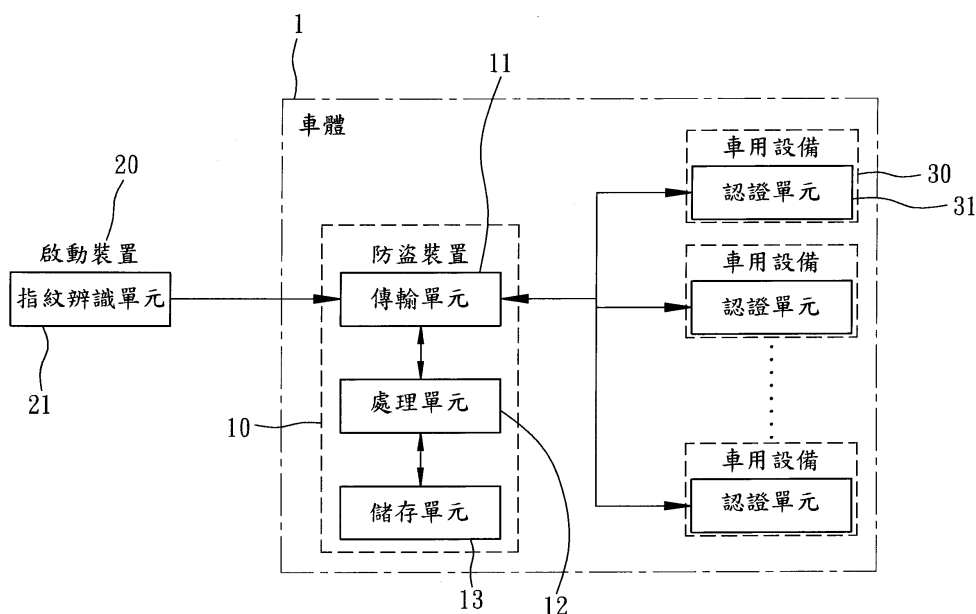 1
11
車體
車用設備
30
認證單元
31
20
啟動裝置
防盜裝置
車用設備
指紋辨識單元
傳輸單元
認證單元
21
處理單元
10
車用設備
儲存單元
認證單元
13
12